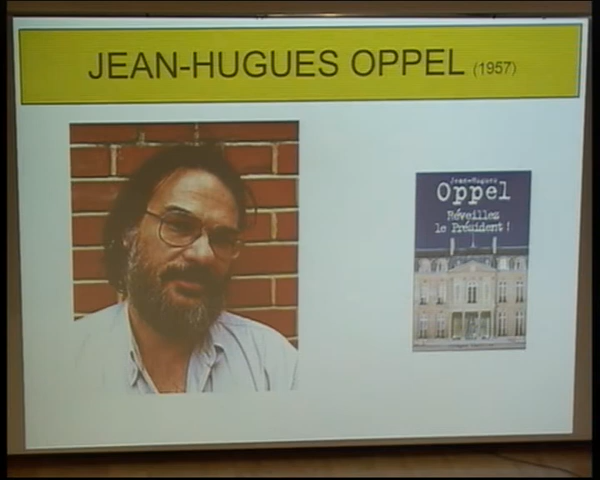 JEAN-HUGUES OPPEL (1957)
Jean-Hugues
Oppel
Réveillez
le Président !